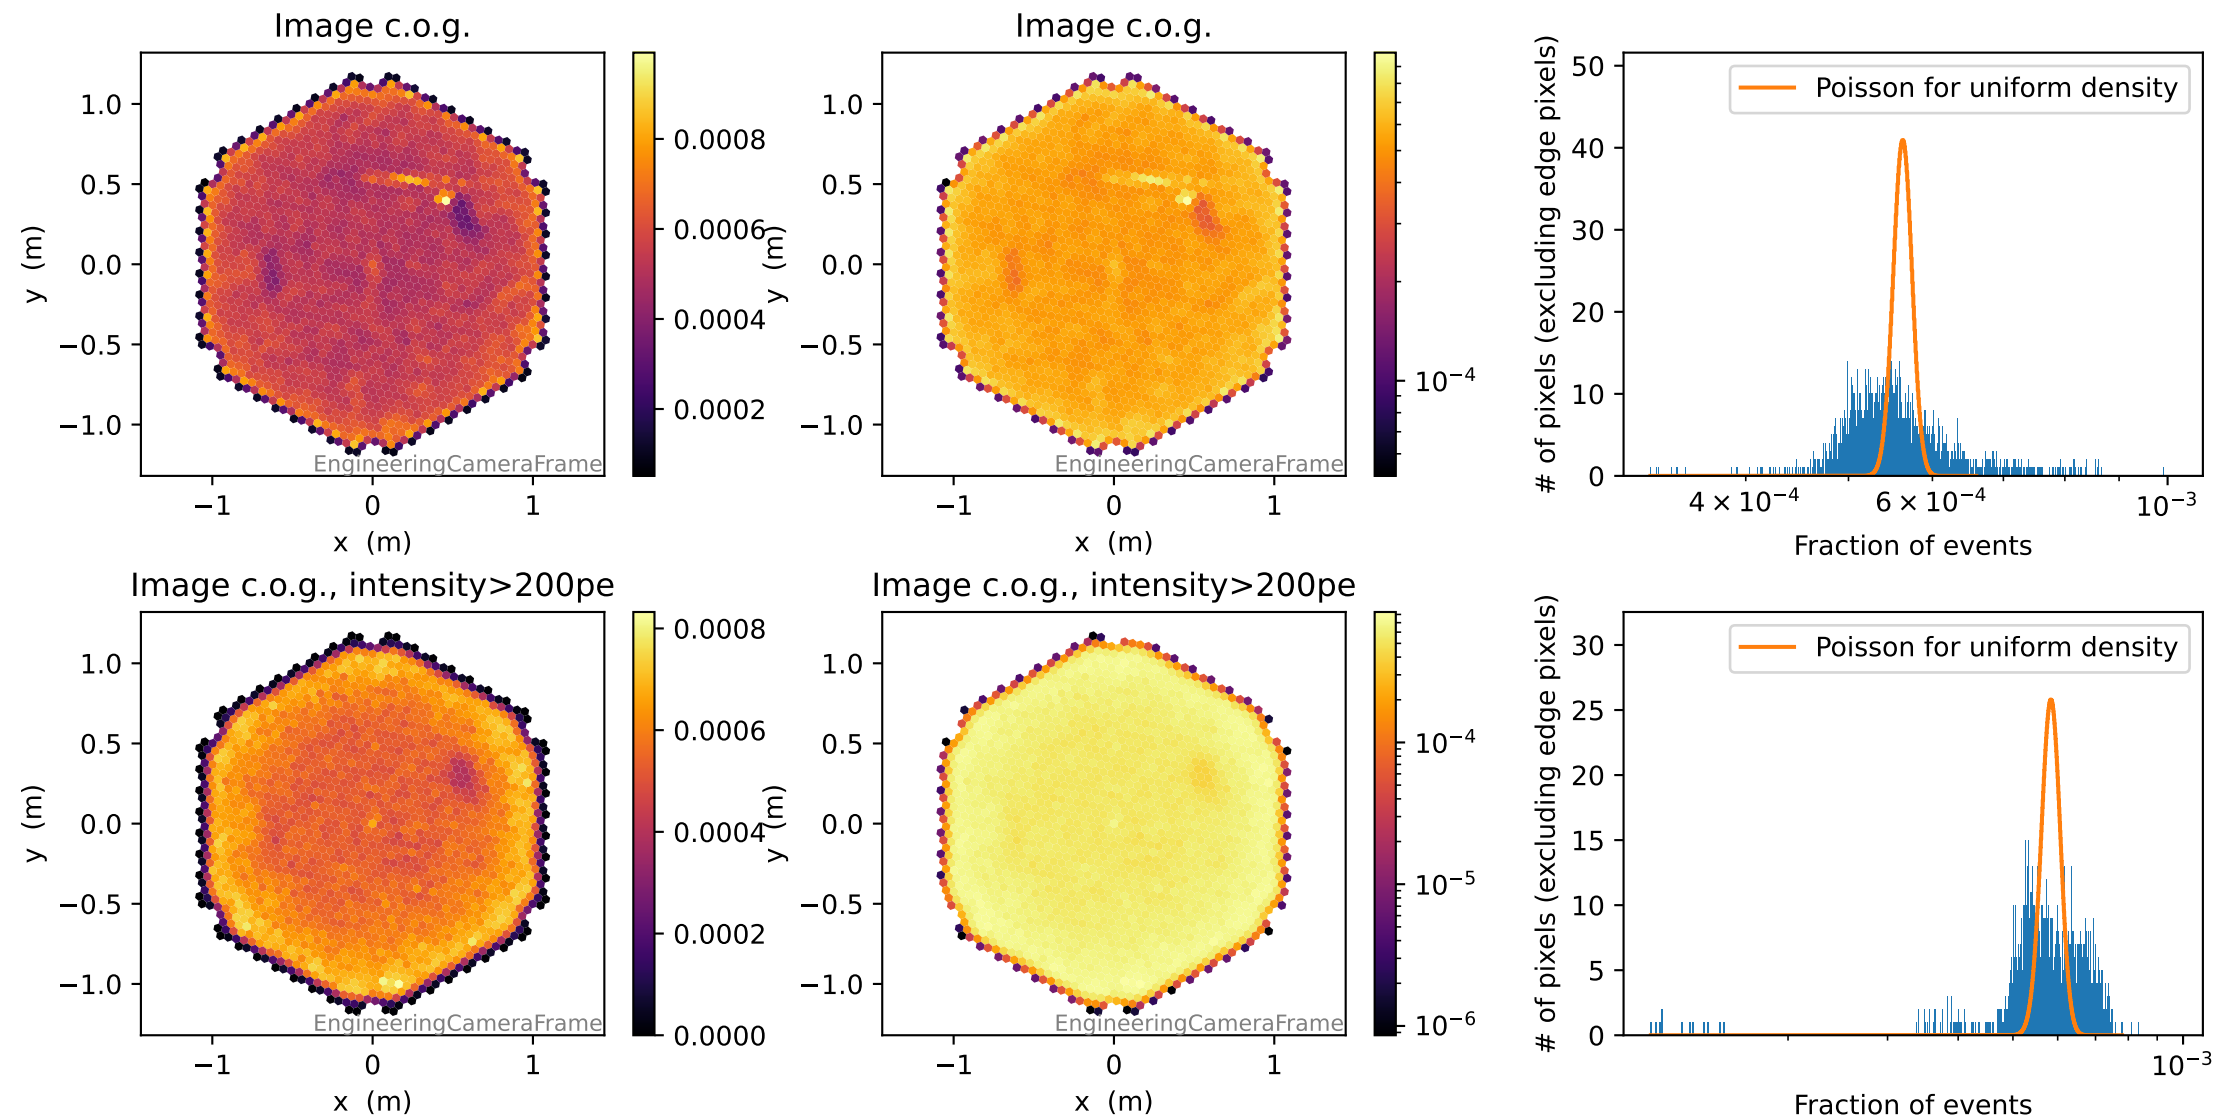 Image c.o.g.
1.0
0.5
0.0
−0.5
−1.0
y (m)
−1
0
1
x (m)
EngineeringCameraFrame
0.0008
0.0006
0.0004
0.0002
Image c.o.g.
1.0
0.5
0.0
−0.5
−1.0
y (m)
−1
0
1
x (m)
EngineeringCameraFrame
10⁻⁴
Poisson for uniform density
50
40
30
20
10
0
# of pixels (excluding edge pixels)
4 × 10⁻⁴
6 × 10⁻⁴
10⁻³
Fraction of events
Image c.o.g., intensity>200pe
1.0
0.5
0.0
−0.5
−1.0
y (m)
−1
0
1
x (m)
EngineeringCameraFrame
0.0008
0.0006
0.0004
0.0002
0.0000
Image c.o.g., intensity>200pe
1.0
0.5
0.0
−0.5
−1.0
y (m)
−1
0
1
x (m)
EngineeringCameraFrame
10⁻⁴
10⁻⁵
10⁻⁶
Poisson for uniform density
30
25
20
15
10
5
0
# of pixels (excluding edge pixels)
10⁻³
Fraction of events